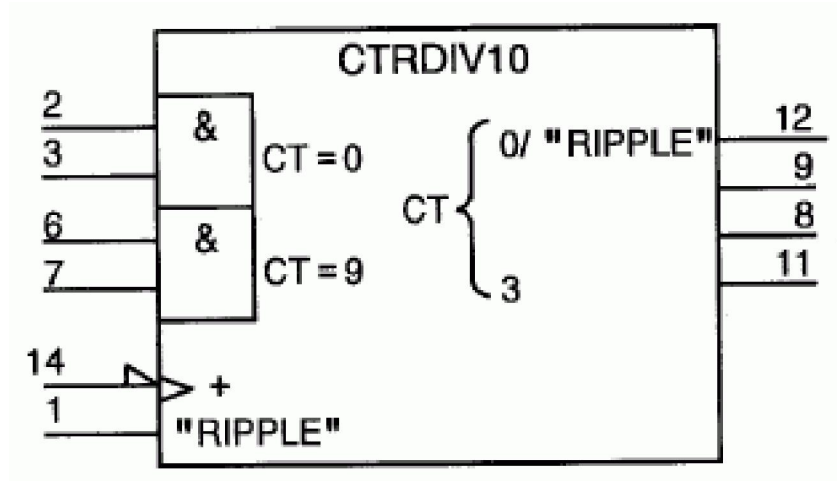 CTRDIV10
2
&
3
CT = 0
6
&
7
CT = 9
14
+
1
"RIPPLE"
CT
0/ "RIPPLE"
3
12
9
8
11